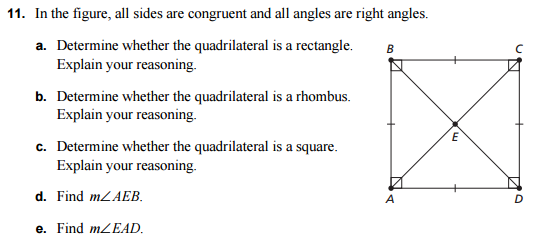 11. In the figure, all sides are congruent and all angles are right angles.
a. Determine whether the quadrilateral is a rectangle.
Explain your reasoning.
b. Determine whether the quadrilateral is a rhombus.
Explain your reasoning.
c. Determine whether the quadrilateral is a square.
Explain your reasoning.
d. Find m∠AEB.
e. Find m∠EAD.
B C
E
A D